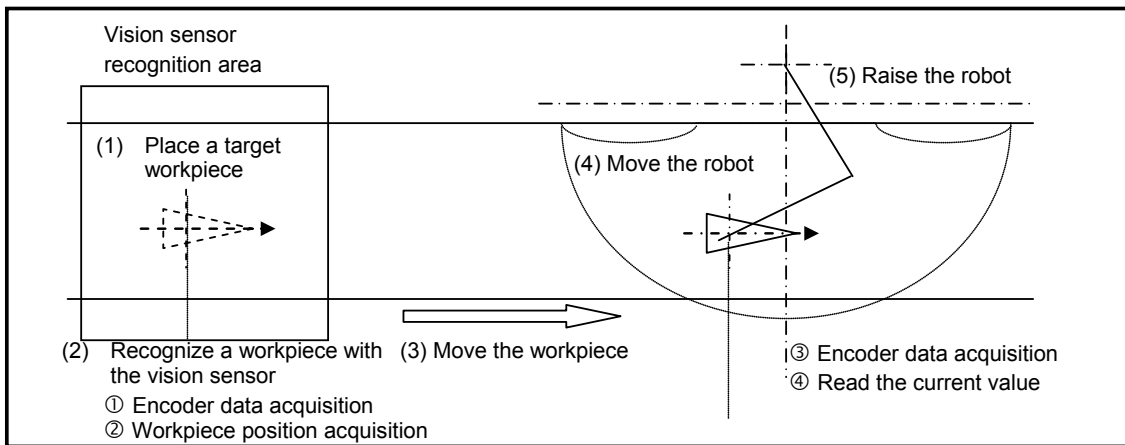 Vision sensor
recognition area
(1) Place a target
workpiece
(2) Recognize a workpiece with
the vision sensor
① Encoder data acquisition
② Workpiece position acquisition
(3) Move the workpiece
(4) Move the robot
(5) Raise the robot
③ Encoder data acquisition
④ Read the current value